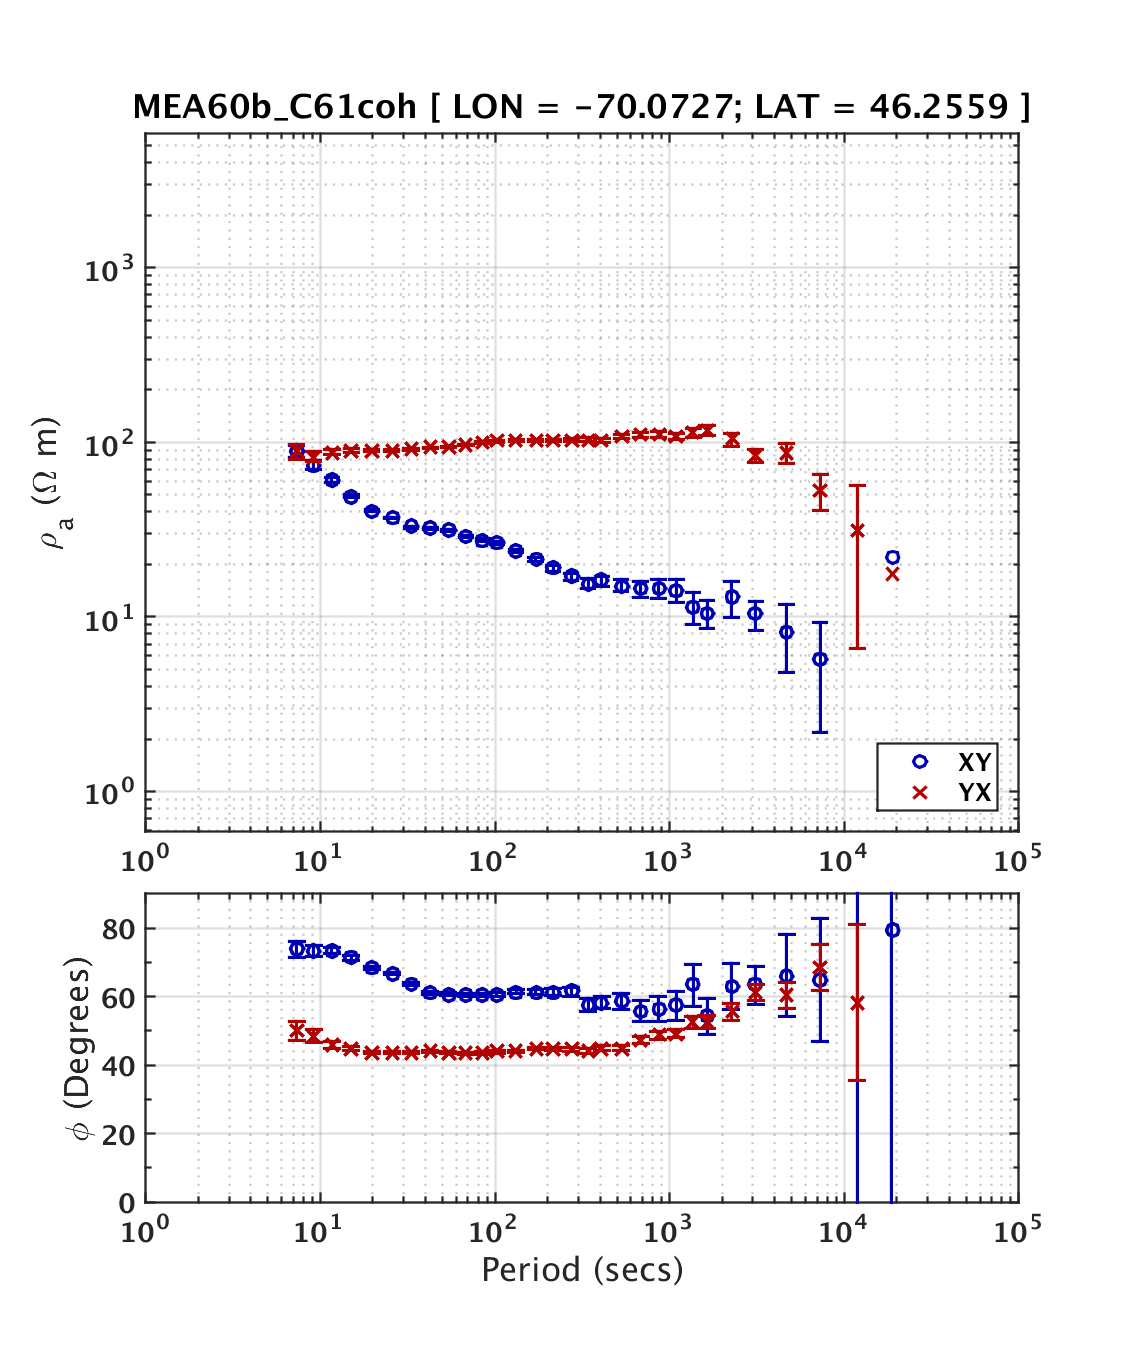 MEA60b_C61coh [ LON = -70.0727; LAT = 46.2559 ]
10³
10²
10¹
10⁰
ρₐ (Ω m)
XY
YX
10⁰ 10¹ 10² 10³ 10⁴ 10⁵
80
60
40
20
0
ϕ (Degrees)
10⁰ 10¹ 10² 10³ 10⁴ 10⁵
Period (secs)